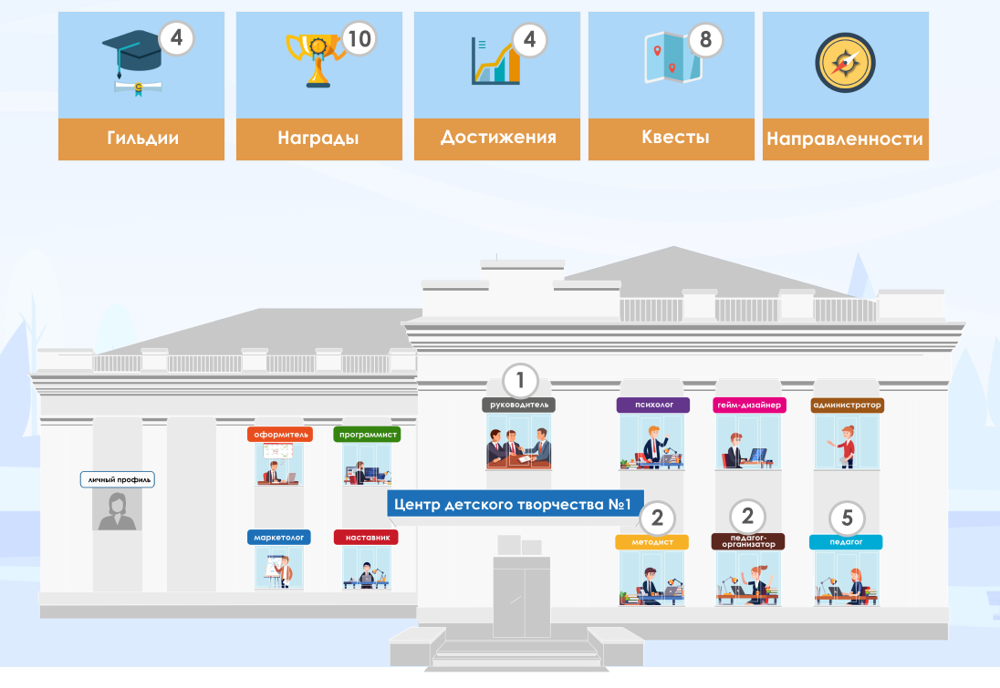 4
10
4
8
Гильдии
Награды
Достижения
Квесты
Направленности
1
руководитель
психолог
гейм-дизайнер
администратор
оформитель
программист
личный профиль
Центр детского творчества №1
2
2
5
маркетолог
наставник
методист
педагог-
организатор
педагог